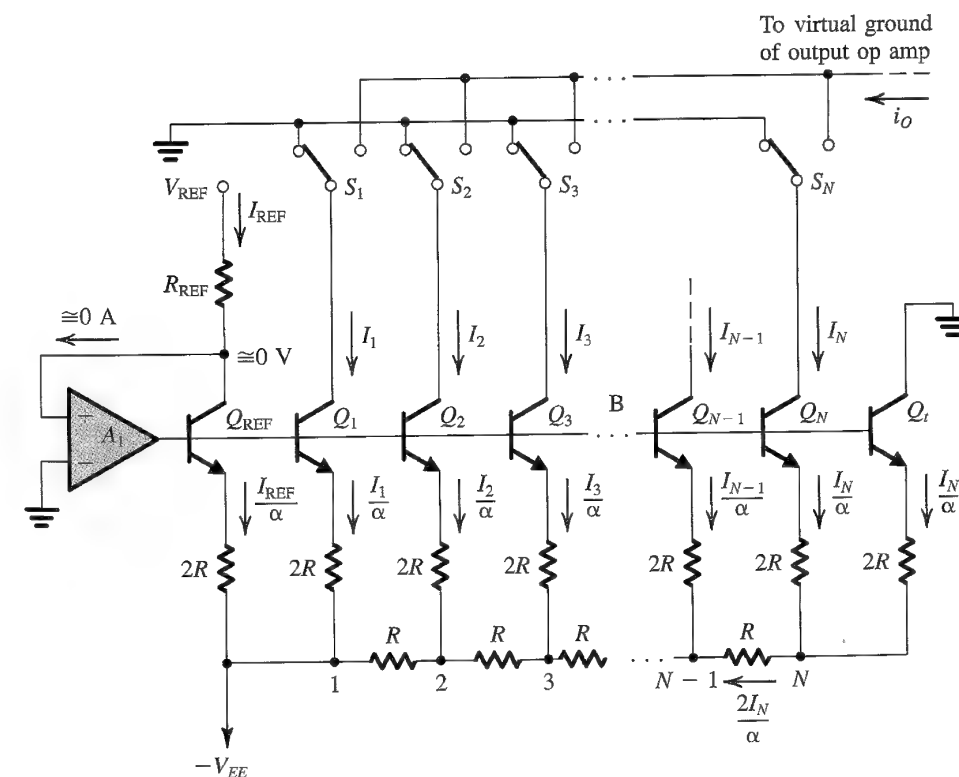 To virtual ground
of output op amp
i_O
V_REF
I_REF
S_1
S_2
S_3
S_N
R_REF
≅0 A
≅0 V
I_1
I_2
I_3
I_{N−1}
I_N
B
A_1
Q_REF
Q_1
Q_2
Q_3
Q_{N−1}
Q_N
Q_t
I_REF/α
I_1/α
I_2/α
I_3/α
I_{N−1}/α
I_N/α
I_N/α
2R
2R
2R
2R
2R
2R
2R
R
R
R
R
1
2
3
N − 1
N
2I_N/α
−V_EE